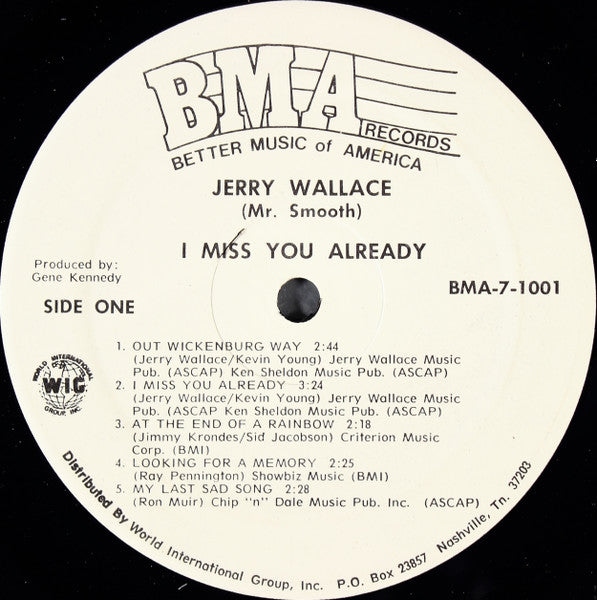 BMA
RECORDS
BETTER MUSIC of AMERICA
JERRY WALLACE
(Mr. Smooth)
I MISS YOU ALREADY
Produced by:
Gene Kennedy
SIDE ONE
BMA-7-1001
1. OUT WICKENBURG WAY 2:44
(Jerry Wallace/Kevin Young) Jerry Wallace Music
Pub. (ASCAP) Ken Sheldon Music Pub. (ASCAP)
2. I MISS YOU ALREADY 3:24
(Jerry Wallace/Kevin Young) Jerry Wallace Music
Pub. (ASCAP Ken Sheldon Music Pub. (ASCAP)
3. AT THE END OF A RAINBOW 2:18
(Jimmy Krondes/Sid Jacobson) Criterion Music
Corp. (BMI)
4. LOOKING FOR A MEMORY 2:25
(Ray Pennington) Showbiz Music (BMI)
5. MY LAST SAD SONG 2:28
(Ron Muir) Chip "n" Dale Music Pub. Inc. (ASCAP)
WORLD INTERNATIONAL
W.I.G.
GROUP, INC.
Distributed By World International Group, Inc. P.O. Box 23857 Nashville, Tn. 37203